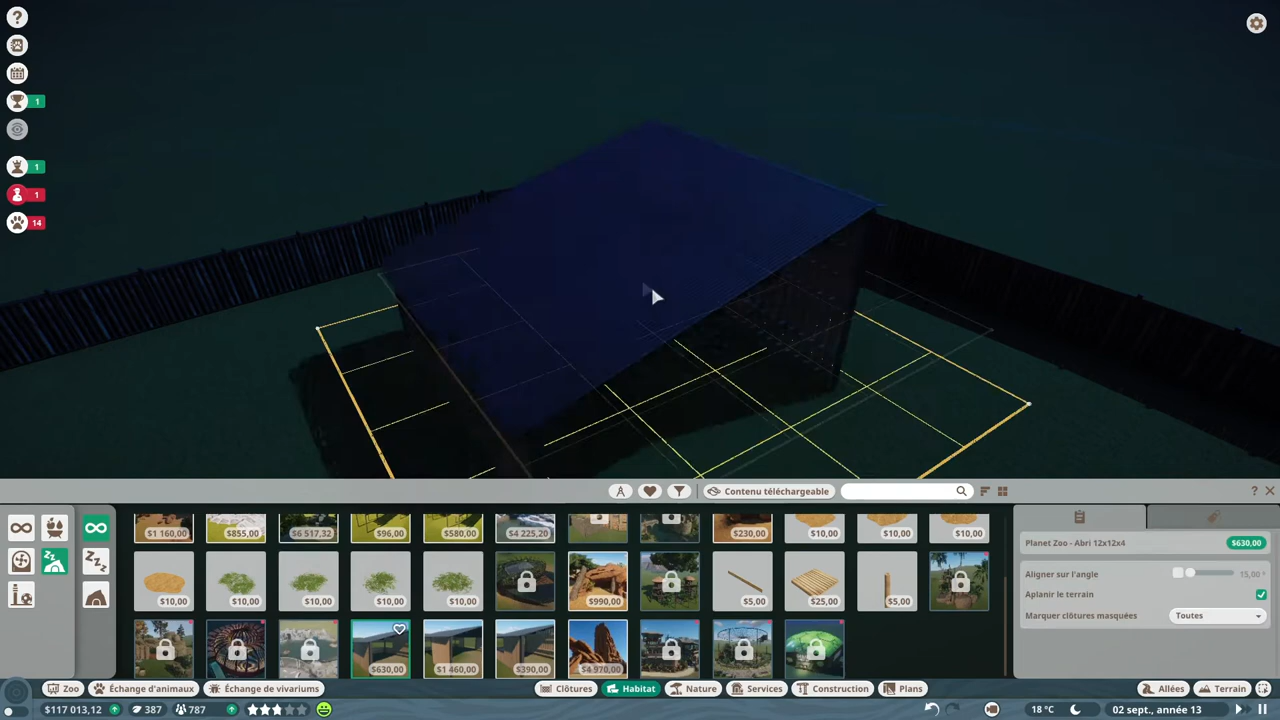 ?
1
1
1
14
Contenu téléchargeable
? ×
$1 160,00 $855,00 $6 517,32 $96,00 $580,00 $4 225,20 $230,00 $10,00 $10,00 $10,00
Planet Zoo - Abri 12x12x4 $630,00
Aligner sur l'angle 15,00 °
Aplanir le terrain
Marquer clôtures masquées Toutes
$10,00 $10,00 $10,00 $10,00 $10,00 $990,00 $5,00 $25,00 $5,00
$630,00 $1 460,00 $390,00 $4 970,00
Zoo Échange d'animaux Échange de vivariums Clôtures Habitat Nature Services Construction Plans Allées Terrain
$117 013,12 387 787 18 °C 02 sept., année 13